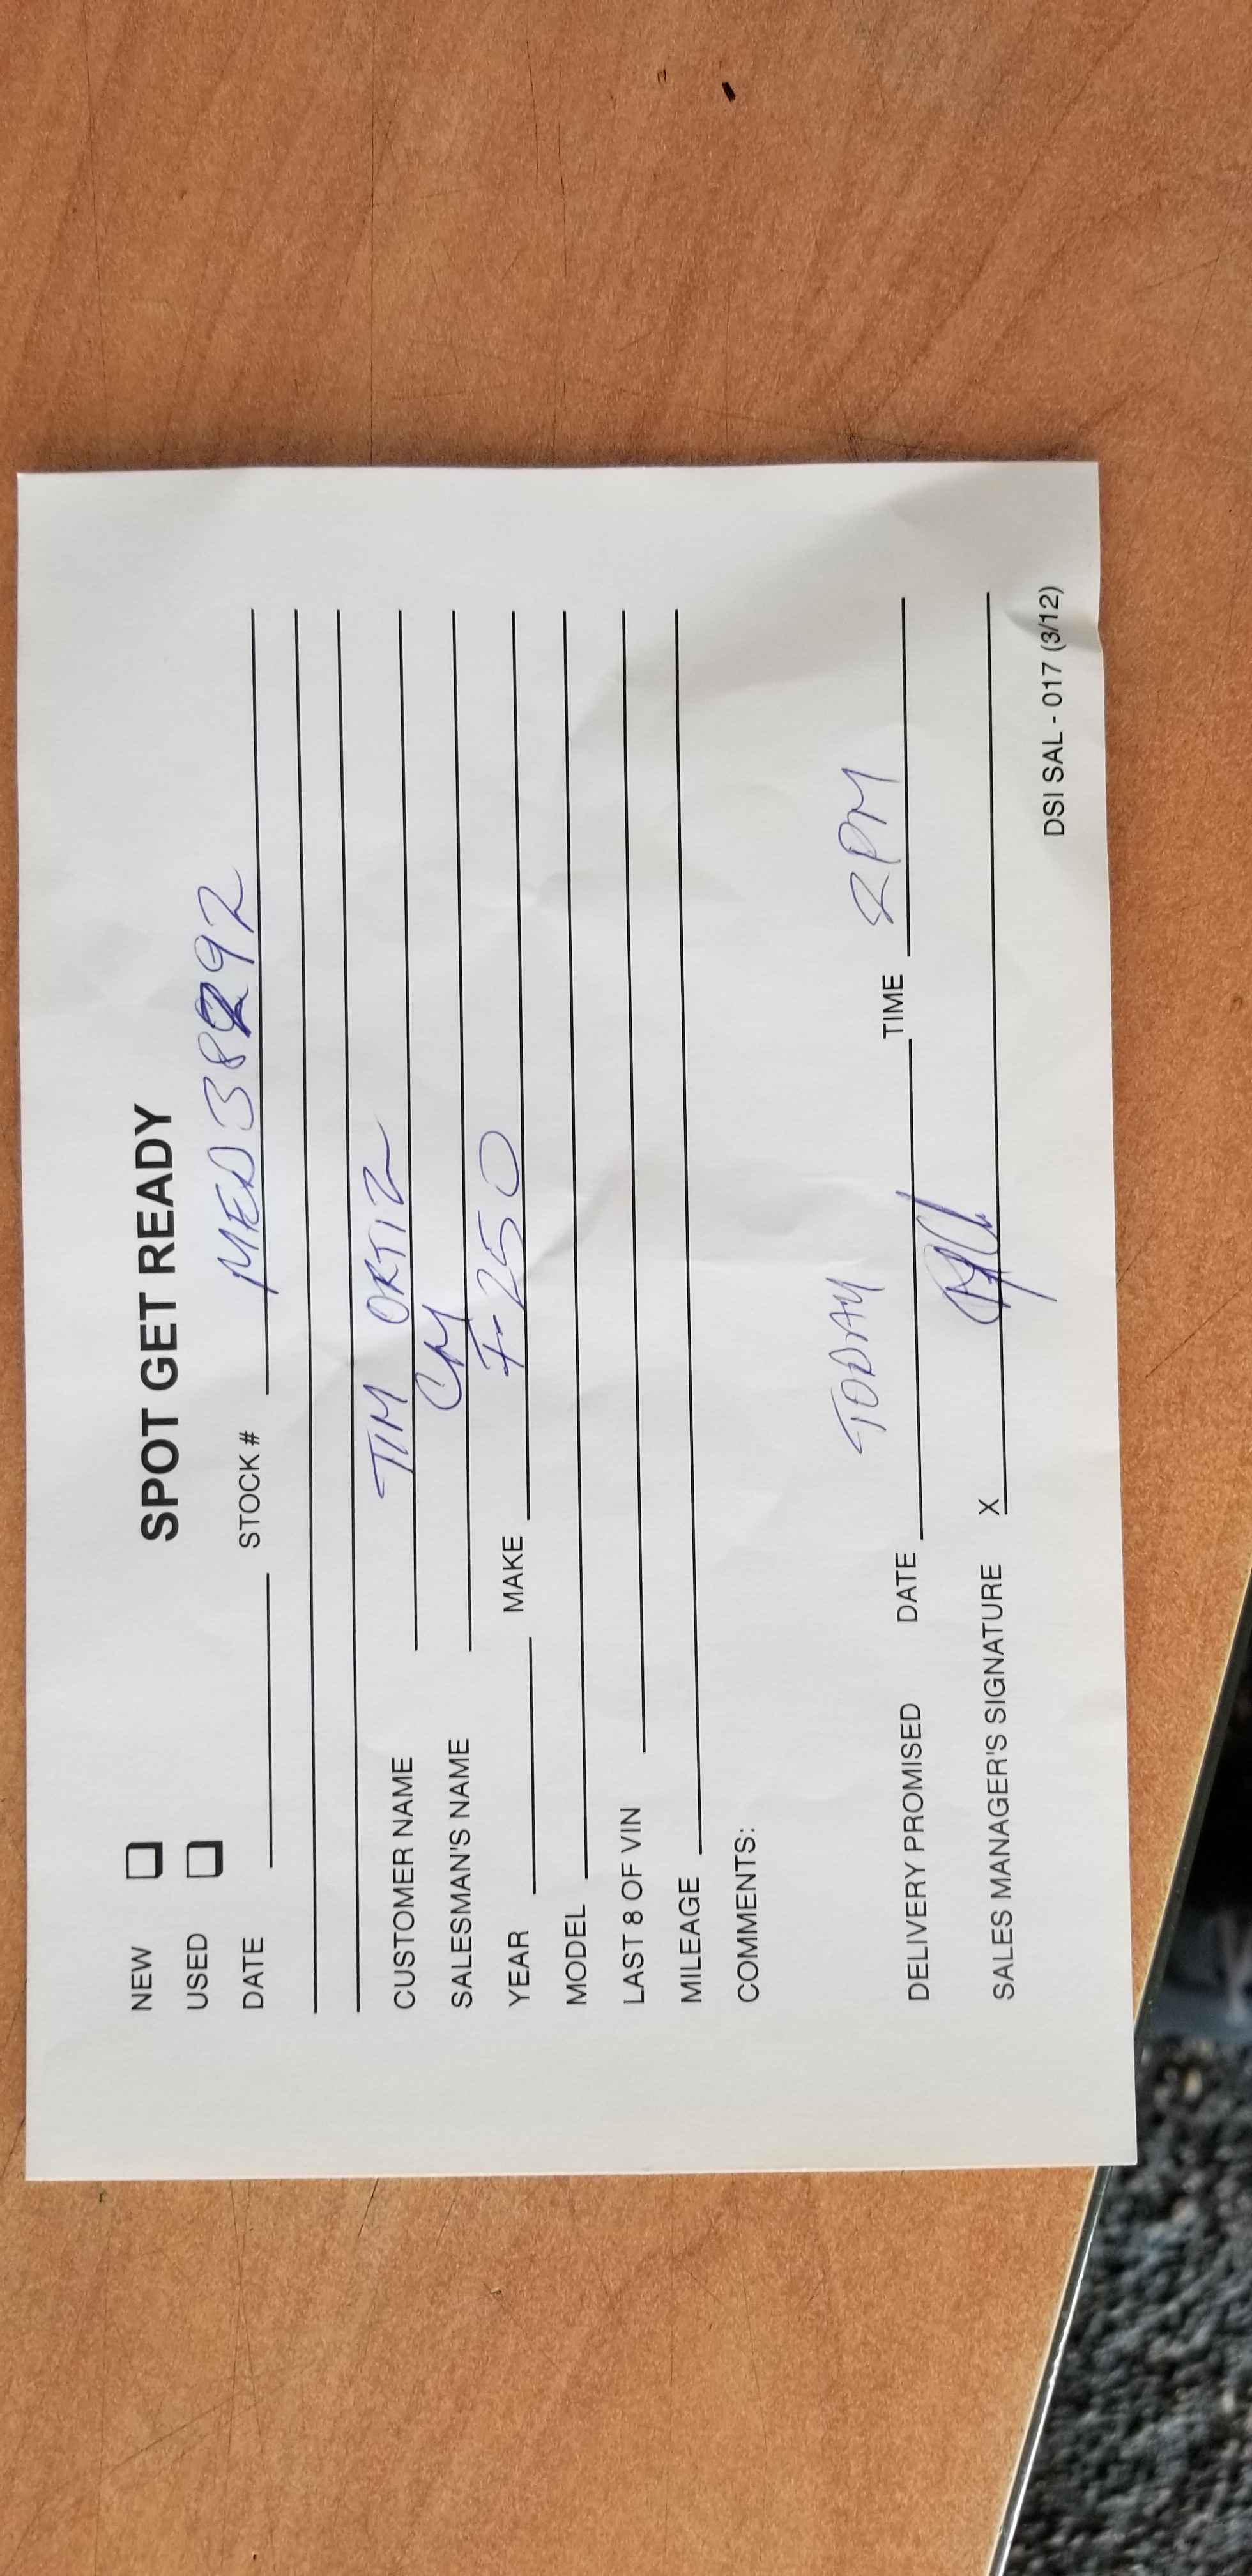 SPOT GET READY
NEW
USED
DATE STOCK #
CUSTOMER NAME TIM ORTIZ
SALESMAN'S NAME CM
YEAR MAKE F-250
MODEL
LAST 8 OF VIN
MILEAGE
COMMENTS:
DELIVERY PROMISED DATE TODAY TIME 2PM
SALES MANAGER'S SIGNATURE X
DSI SAL - 017 (3/12)